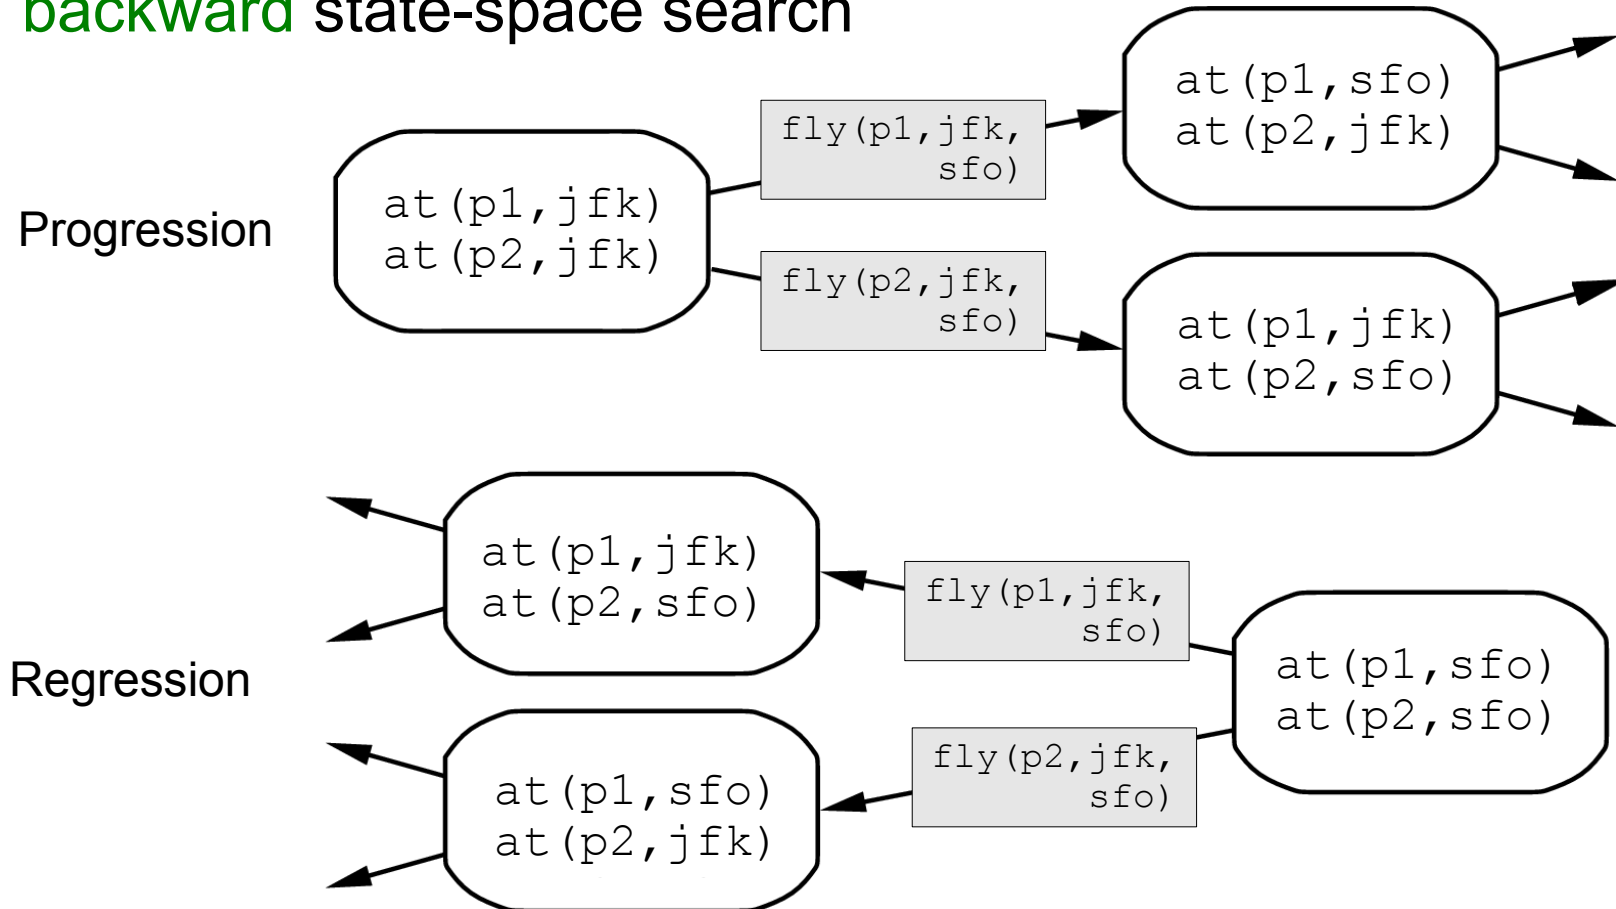 backward state-space search
Progression
at(p1,jfk)
at(p2,jfk)
fly(p1,jfk,
sfo)
fly(p2,jfk,
sfo)
at(p1,sfo)
at(p2,jfk)
at(p1,jfk)
at(p2,sfo)
Regression
at(p1,jfk)
at(p2,sfo)
at(p1,sfo)
at(p2,jfk)
fly(p1,jfk,
sfo)
fly(p2,jfk,
sfo)
at(p1,sfo)
at(p2,sfo)